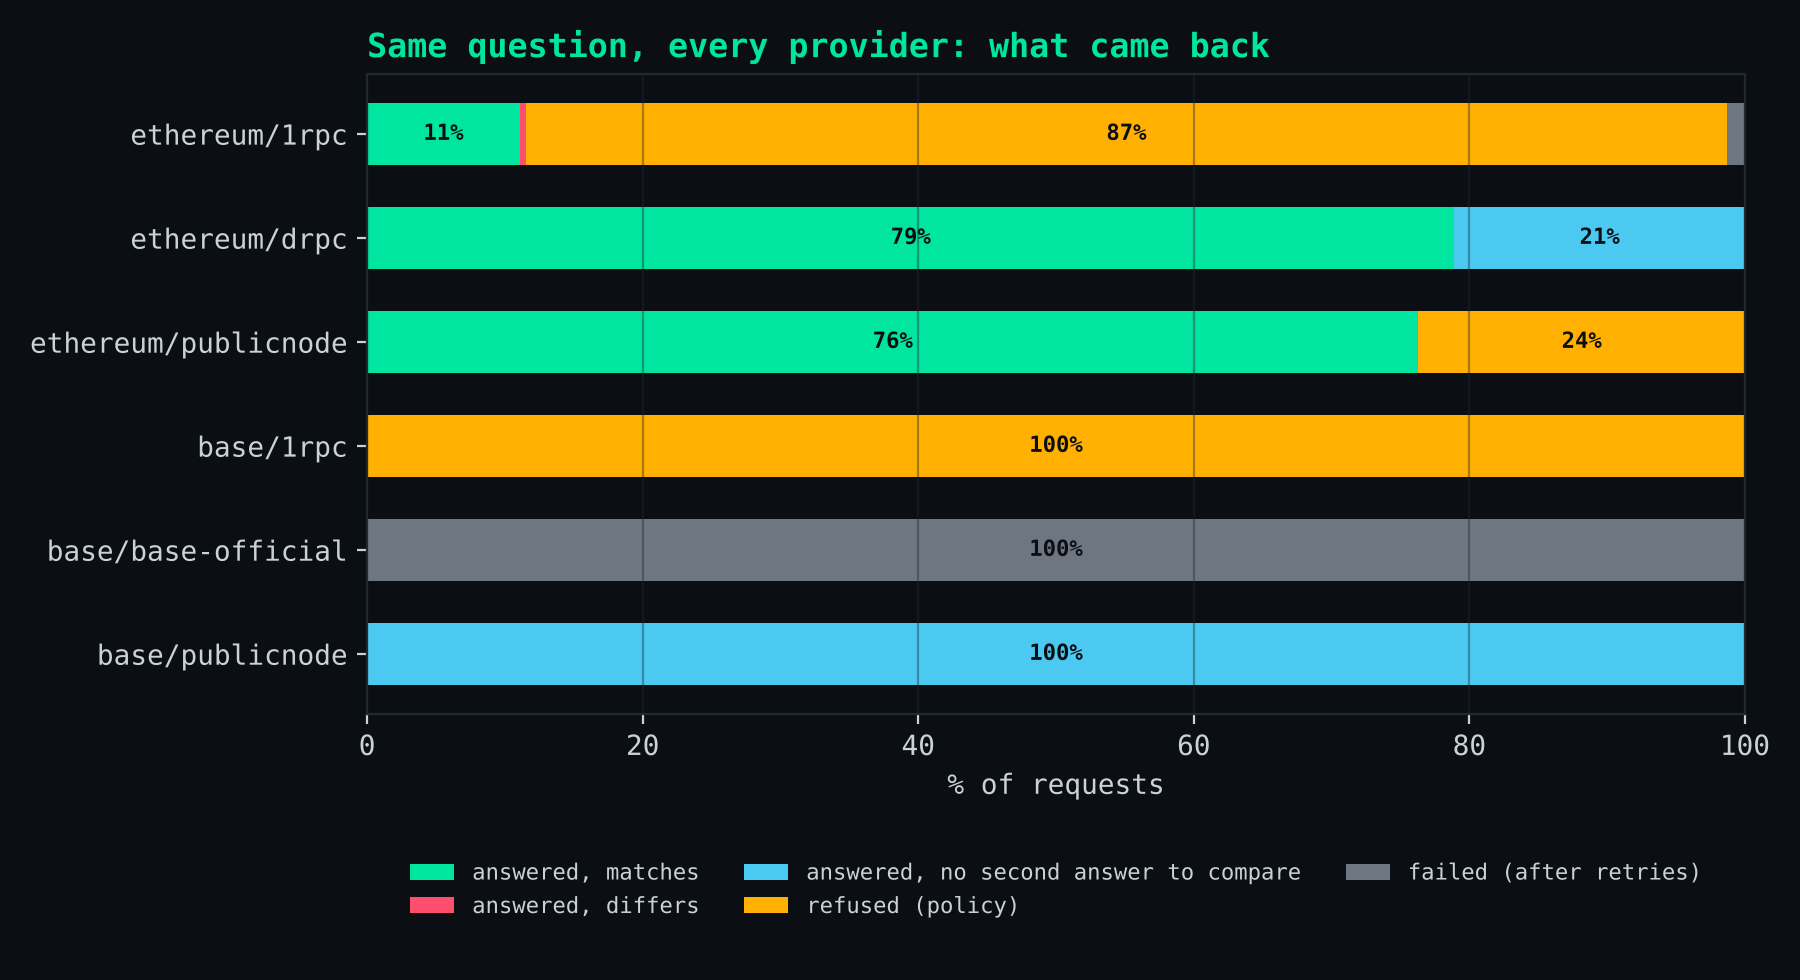 Same question, every provider: what came back
ethereum/1rpc
11%
87%
ethereum/drpc
79%
21%
ethereum/publicnode
76%
24%
base/1rpc
100%
base/base-official
100%
base/publicnode
100%
0 20 40 60 80 100
% of requests
answered, matches
answered, no second answer to compare
failed (after retries)
answered, differs
refused (policy)